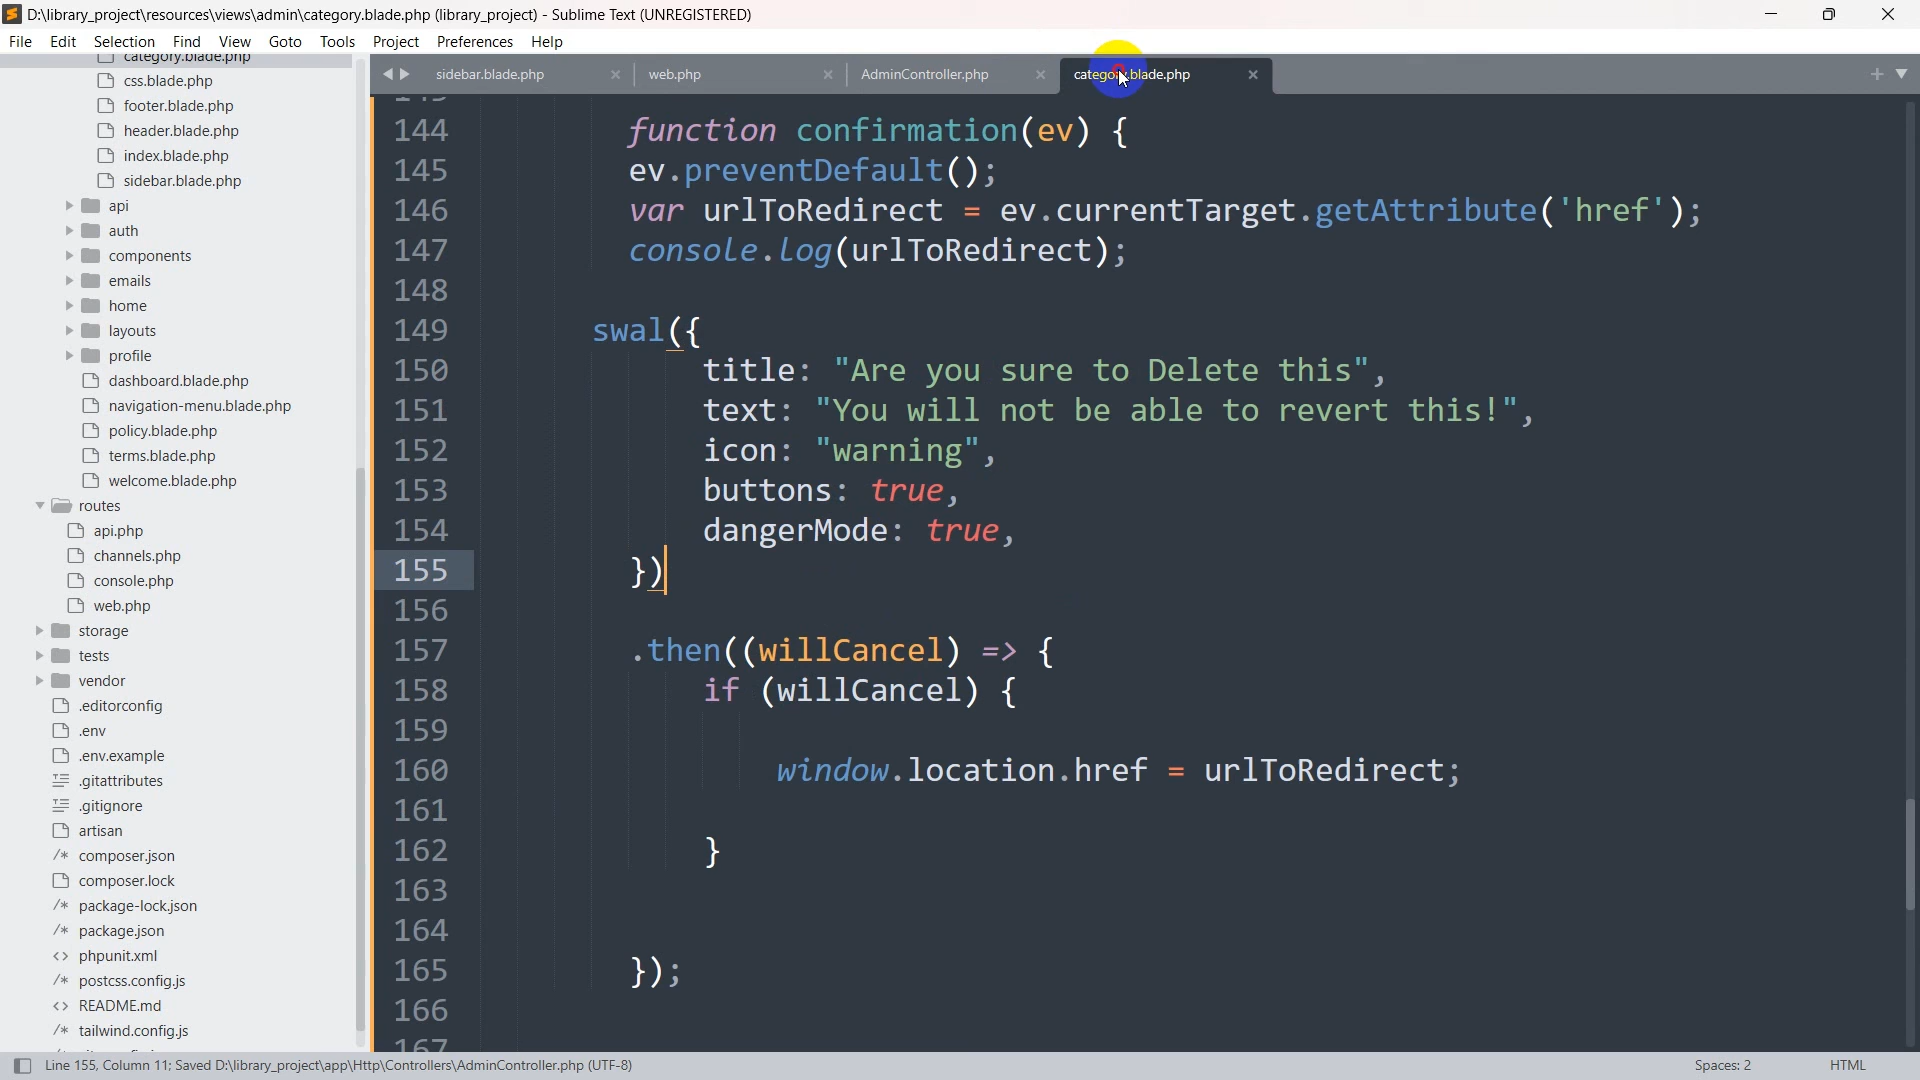 D:\library_project\resources\views\admin\category.blade.php (library_project) - Sublime Text (UNREGISTERED)
File Edit Selection Find View Goto Tools Project Preferences Help
sidebar.blade.php web.php AdminController.php category.blade.php
category.blade.php
css.blade.php
footer.blade.php
header.blade.php
index.blade.php
sidebar.blade.php
api
auth
components
emails
home
layouts
profile
dashboard.blade.php
navigation-menu.blade.php
policy.blade.php
terms.blade.php
welcome.blade.php
routes
api.php
channels.php
console.php
web.php
storage
tests
vendor
.editorconfig
.env
.env.example
.gitattributes
.gitignore
artisan
composer.json
composer.lock
package-lock.json
package.json
phpunit.xml
postcss.config.js
README.md
tailwind.config.js
143
144 function confirmation(ev) {
145 ev.preventDefault();
146 var urlToRedirect = ev.currentTarget.getAttribute('href');
147 console.log(urlToRedirect);
148
149 swal({
150 title: "Are you sure to Delete this",
151 text: "You will not be able to revert this!",
152 icon: "warning",
153 buttons: true,
154 dangerMode: true,
155 })
156
157 .then((willCancel) => {
158 if (willCancel) {
159
160 window.location.href = urlToRedirect;
161
162 }
163
164
165 });
166
167
Line 155, Column 11; Saved D:\library_project\app\Http\Controllers\AdminController.php (UTF-8) Spaces: 2 HTML